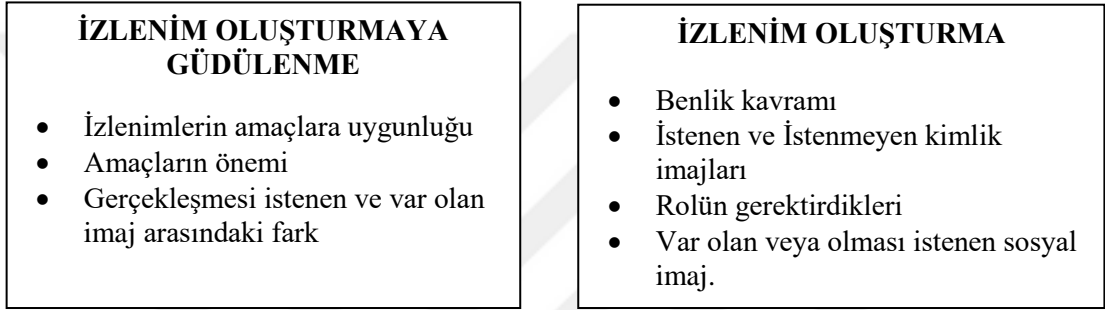 İZLENİM OLUŞTURMAYA
GÜDÜLENME
• İzlenimlerin amaçlara uygunluğu
• Amaçların önemi
• Gerçekleşmesi istenen ve var olan
imaj arasındaki fark
İZLENİM OLUŞTURMA
• Benlik kavramı
• İstenen ve İstenmeyen kimlik
imajları
• Rolün gerektirdikleri
• Var olan veya olması istenen sosyal
imaj.